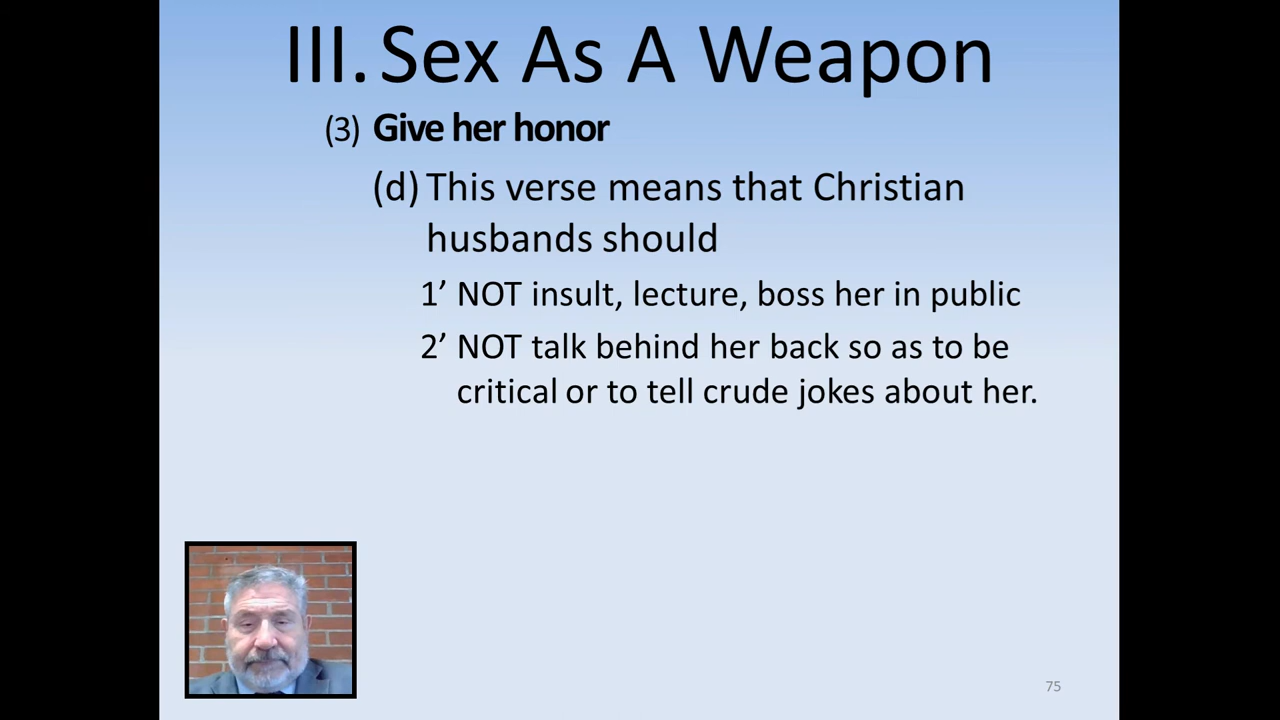 III. Sex As A Weapon
(3) Give her honor
(d) This verse means that Christian
husbands should
1’ NOT insult, lecture, boss her in public
2’ NOT talk behind her back so as to be
critical or to tell crude jokes about her.
75